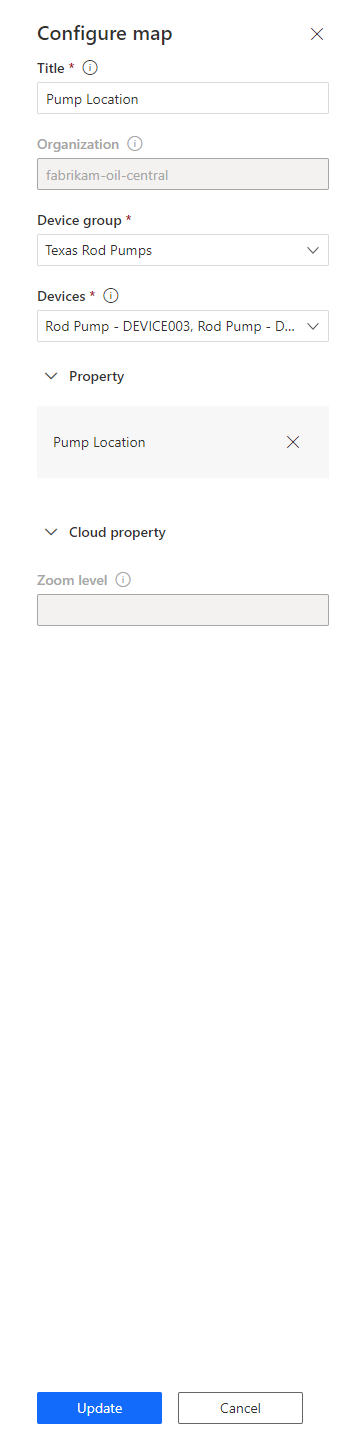 Configure map
Title *
Pump Location
Organization
fabrikam-oil-central
Device group *
Texas Rod Pumps
Devices *
Rod Pump - DEVICE003, Rod Pump - D...
Property
Pump Location
Cloud property
Zoom level
Update Cancel